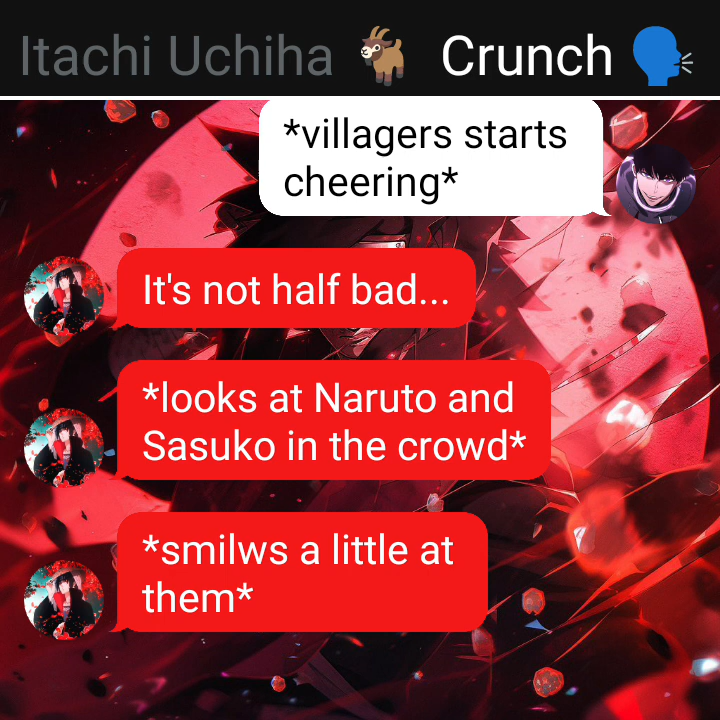 Itachi Uchiha 🐐 Crunch 🗣️
*villagers starts
cheering*
It's not half bad...
*looks at Naruto and
Sasuko in the crowd*
*smilws a little at
them*